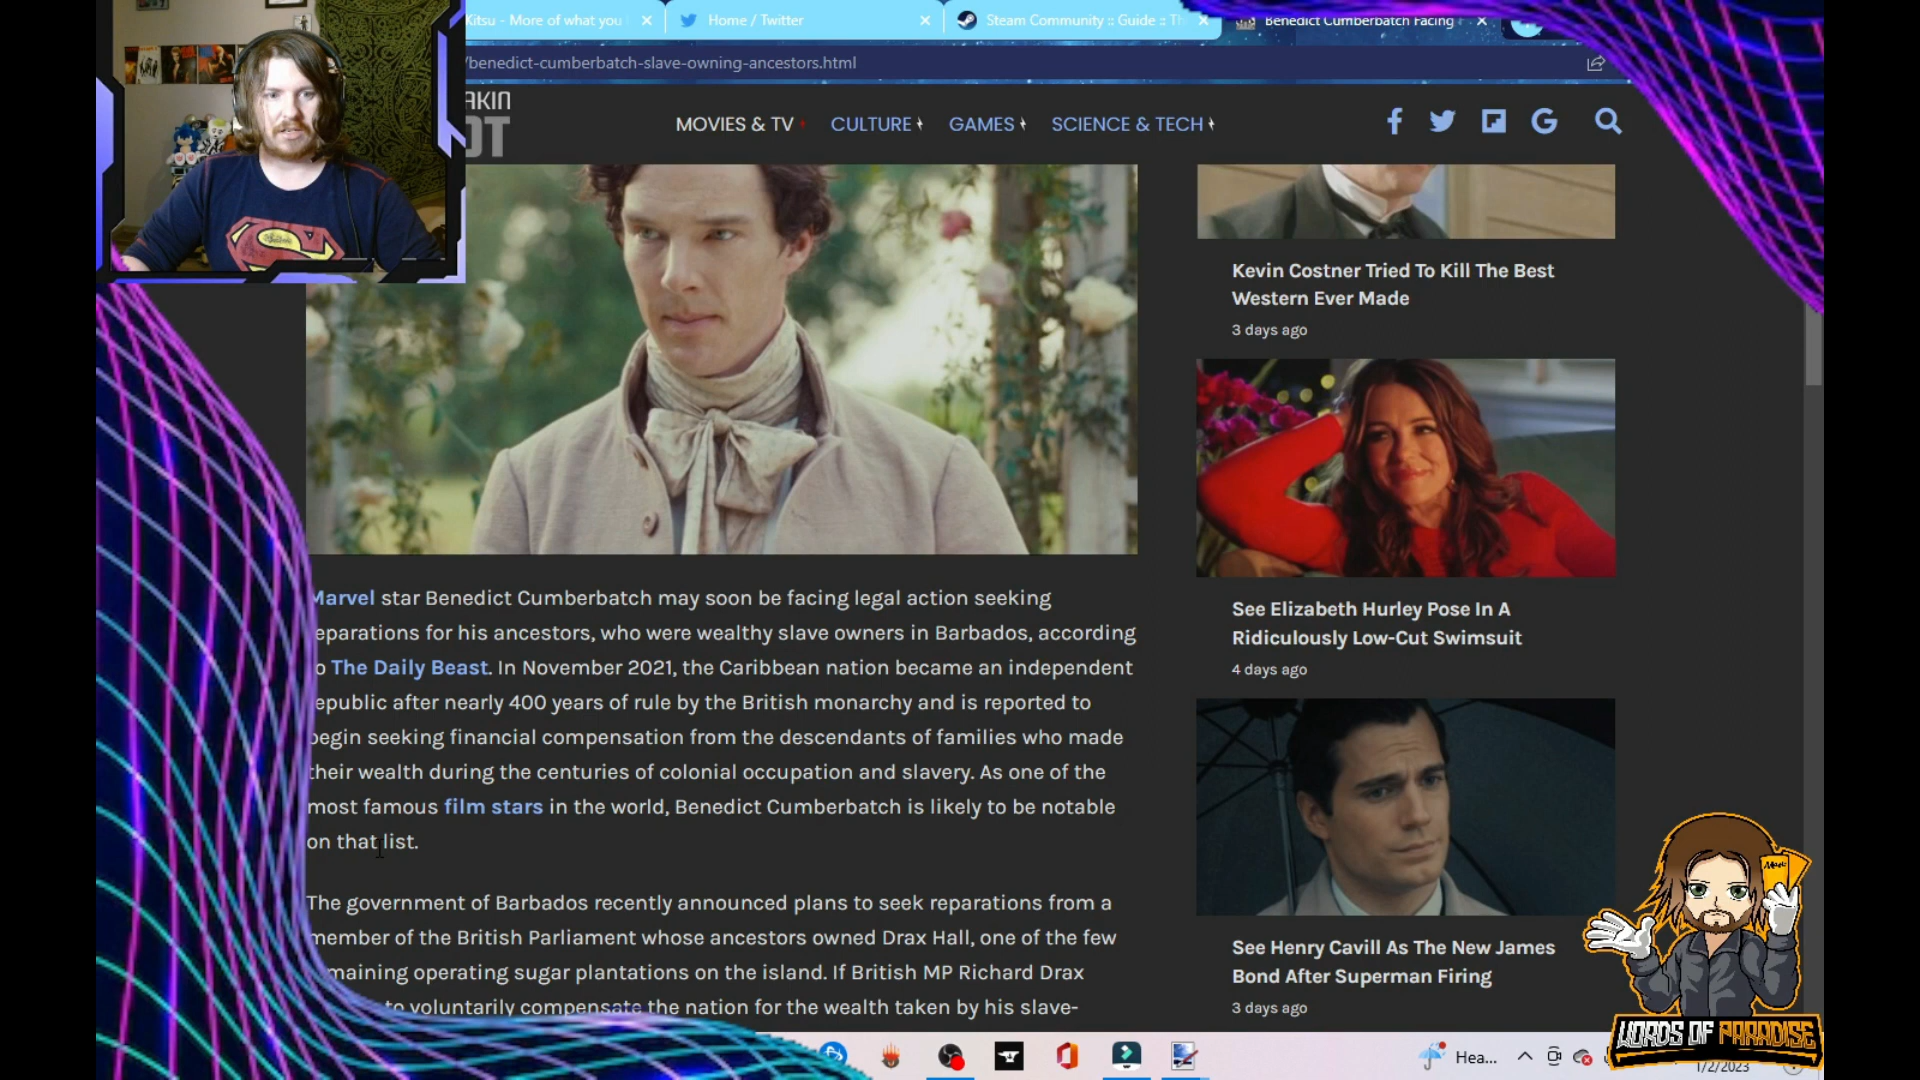 Kitsu - More of what you
Home / Twitter
Steam Community :: Guide :: Th
Benedict Cumberbatch Facing
/benedict-cumberbatch-slave-owning-ancestors.html
AKIN
OT
MOVIES & TV
CULTURE
GAMES
SCIENCE & TECH
Marvel star Benedict Cumberbatch may soon be facing legal action seeking
eparations for his ancestors, who were wealthy slave owners in Barbados, according
o The Daily Beast. In November 2021, the Caribbean nation became an independent
epublic after nearly 400 years of rule by the British monarchy and is reported to
begin seeking financial compensation from the descendants of families who made
their wealth during the centuries of colonial occupation and slavery. As one of the
most famous film stars in the world, Benedict Cumberbatch is likely to be notable
on that list.
The government of Barbados recently announced plans to seek reparations from a
member of the British Parliament whose ancestors owned Drax Hall, one of the few
maining operating sugar plantations on the island. If British MP Richard Drax
to voluntarily compensate the nation for the wealth taken by his slave-
Kevin Costner Tried To Kill The Best
Western Ever Made
3 days ago
See Elizabeth Hurley Pose In A
Ridiculously Low-Cut Swimsuit
4 days ago
See Henry Cavill As The New James
Bond After Superman Firing
3 days ago
WORDS OF PARADISE
Hea...
1/2/2023